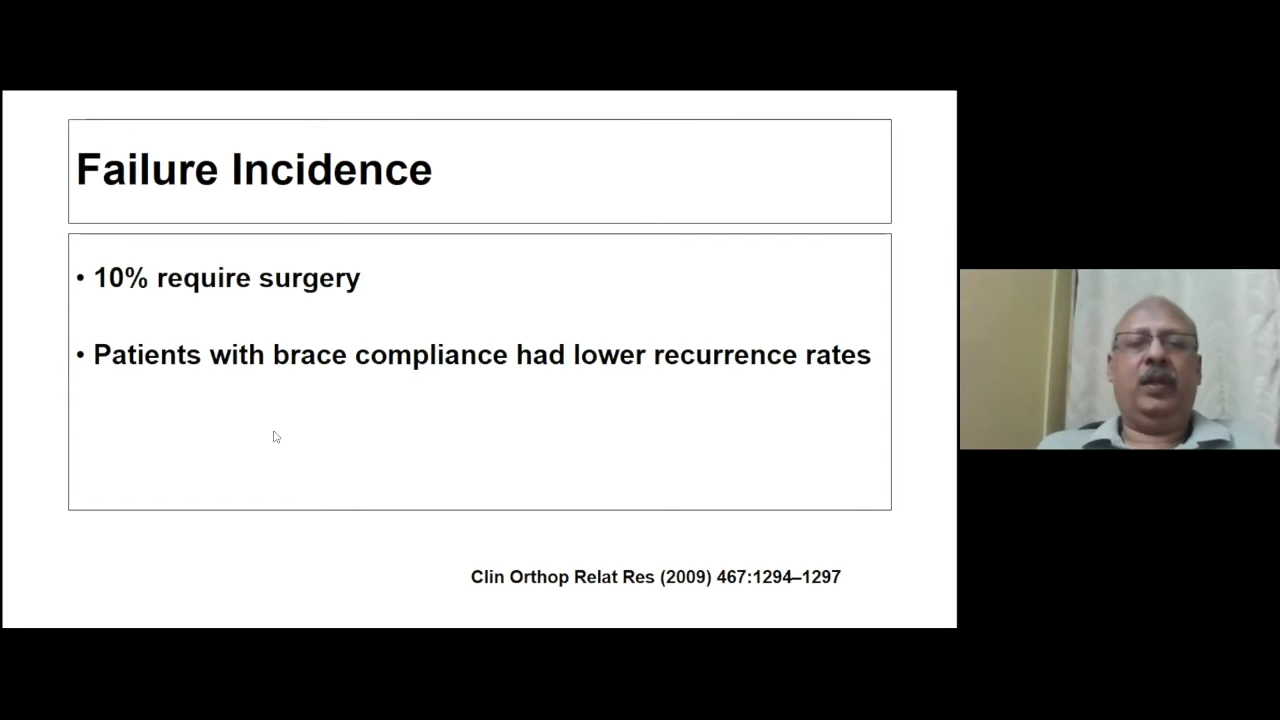 Failure Incidence
• 10% require surgery
• Patients with brace compliance had lower recurrence rates
Clin Orthop Relat Res (2009) 467:1294–1297